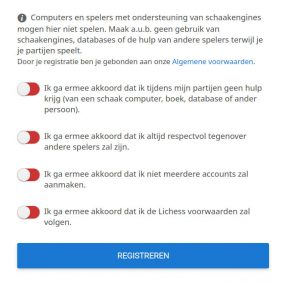 Computers en spelers met ondersteuning van schaakengines
mogen hier niet spelen. Maak a.u.b. geen gebruik van
schaakengines, databases of de hulp van andere spelers terwijl je
je partijen speelt.
Door je registratie ben je gebonden aan onze Algemene voorwaarden.
Ik ga ermee akkoord dat ik tijdens mijn partijen geen hulp
krijg (van een schaak computer, boek, database of ander
persoon).
Ik ga ermee akkoord dat ik altijd respectvol tegenover
andere spelers zal zijn.
Ik ga ermee akkoord dat ik niet meerdere accounts zal
aanmaken.
Ik ga ermee akkoord dat ik de Lichess voorwaarden zal
volgen.
REGISTREREN